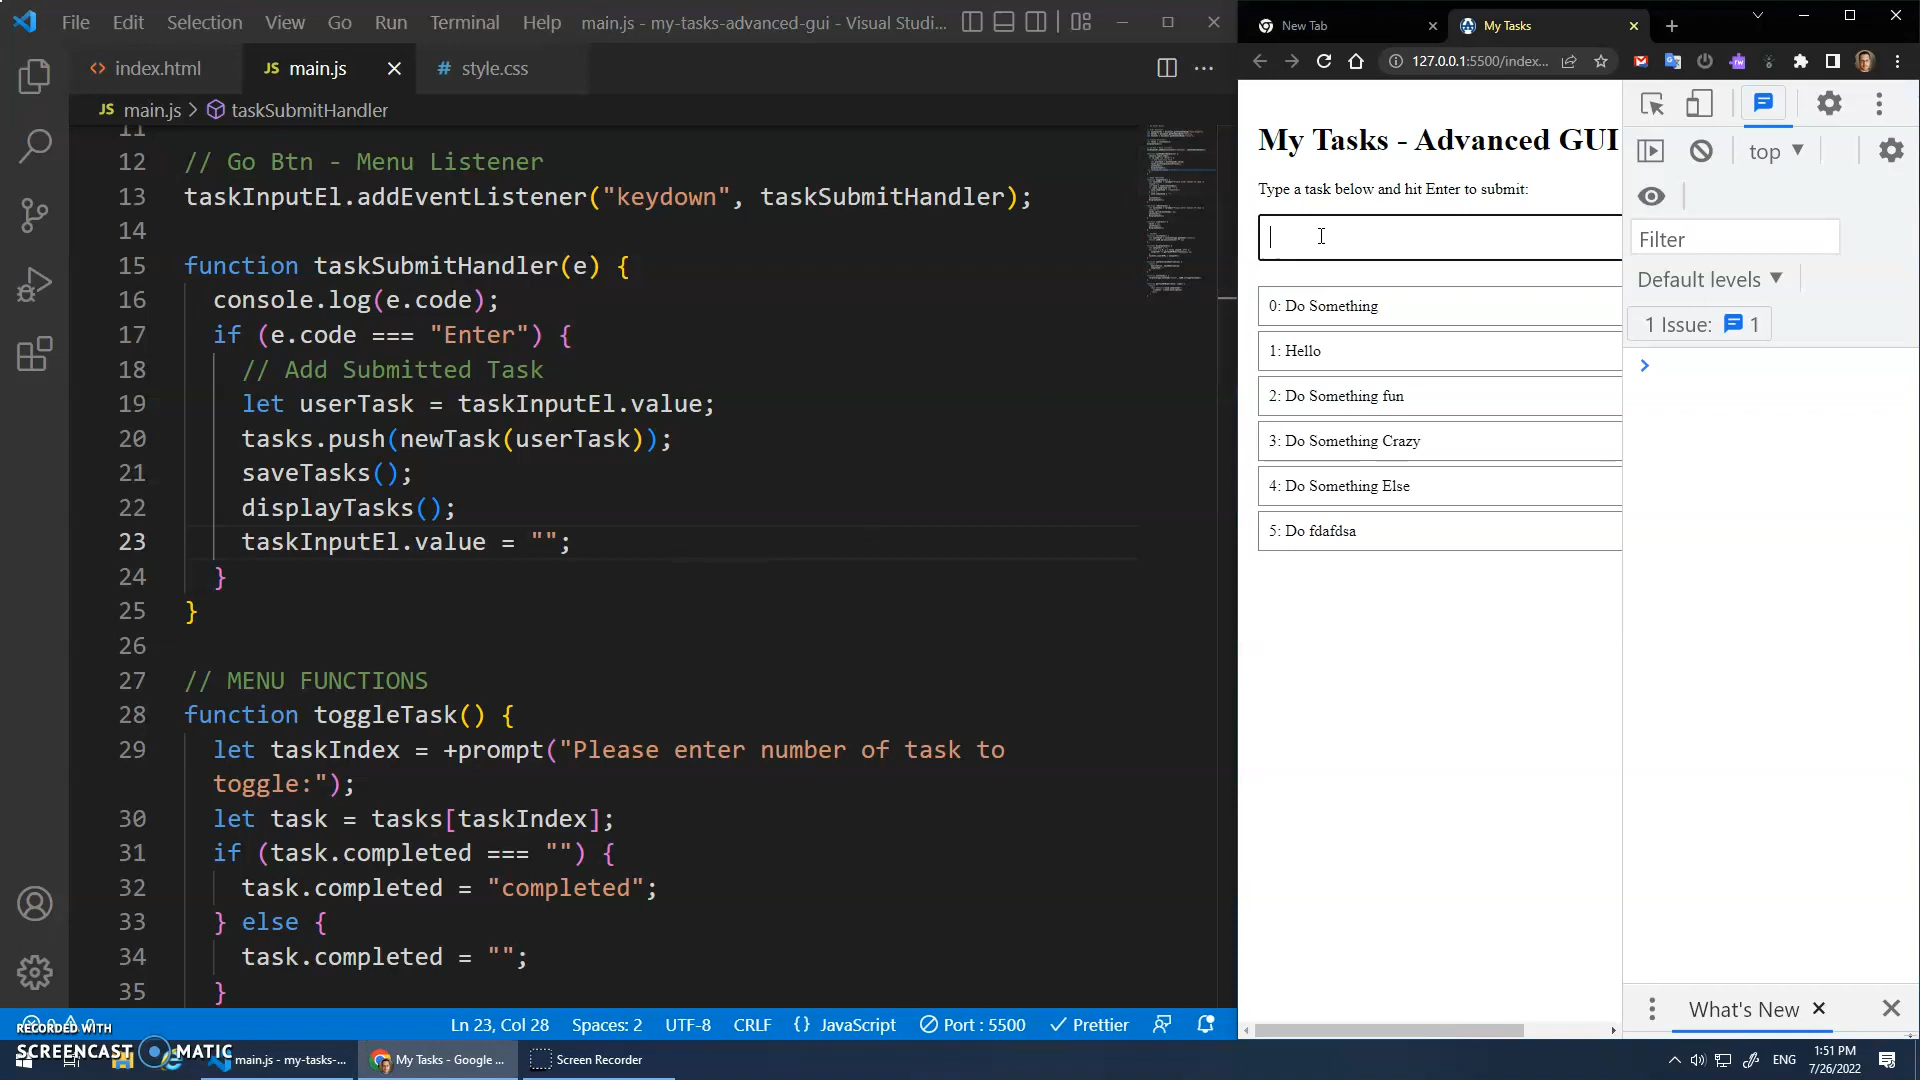 File Edit Selection View Go Run Terminal Help main.js - my-tasks-advanced-gui - Visual Studi...
index.html
JS main.js
# style.css
JS main.js > taskSubmitHandler
11
12 // Go Btn - Menu Listener
13 taskInputEl.addEventListener("keydown", taskSubmitHandler);
14
15 function taskSubmitHandler(e) {
16 console.log(e.code);
17 if (e.code === "Enter") {
18 // Add Submitted Task
19 let userTask = taskInputEl.value;
20 tasks.push(newTask(userTask));
21 saveTasks();
22 displayTasks();
23 taskInputEl.value = "";
24 }
25 }
26
27 // MENU FUNCTIONS
28 function toggleTask() {
29 let taskIndex = +prompt("Please enter number of task to
toggle:");
30 let task = tasks[taskIndex];
31 if (task.completed === "") {
32 task.completed = "completed";
33 } else {
34 task.completed = "";
35 }
Ln 23, Col 28 Spaces: 2 UTF-8 CRLF {} JavaScript Port : 5500 Prettier
New Tab
My Tasks
127.0.0.1:5500/index...
My Tasks - Advanced GUI
Type a task below and hit Enter to submit:
0: Do Something
1: Hello
2: Do Something fun
3: Do Something Crazy
4: Do Something Else
5: Do fdafdsa
top
Filter
Default levels
1 Issue: 1
What's New
RECORDED WITH
SCREENCAST MATIC
main.js - my-tasks-...
My Tasks - Google ...
Screen Recorder
ENG
1:51 PM
7/26/2022